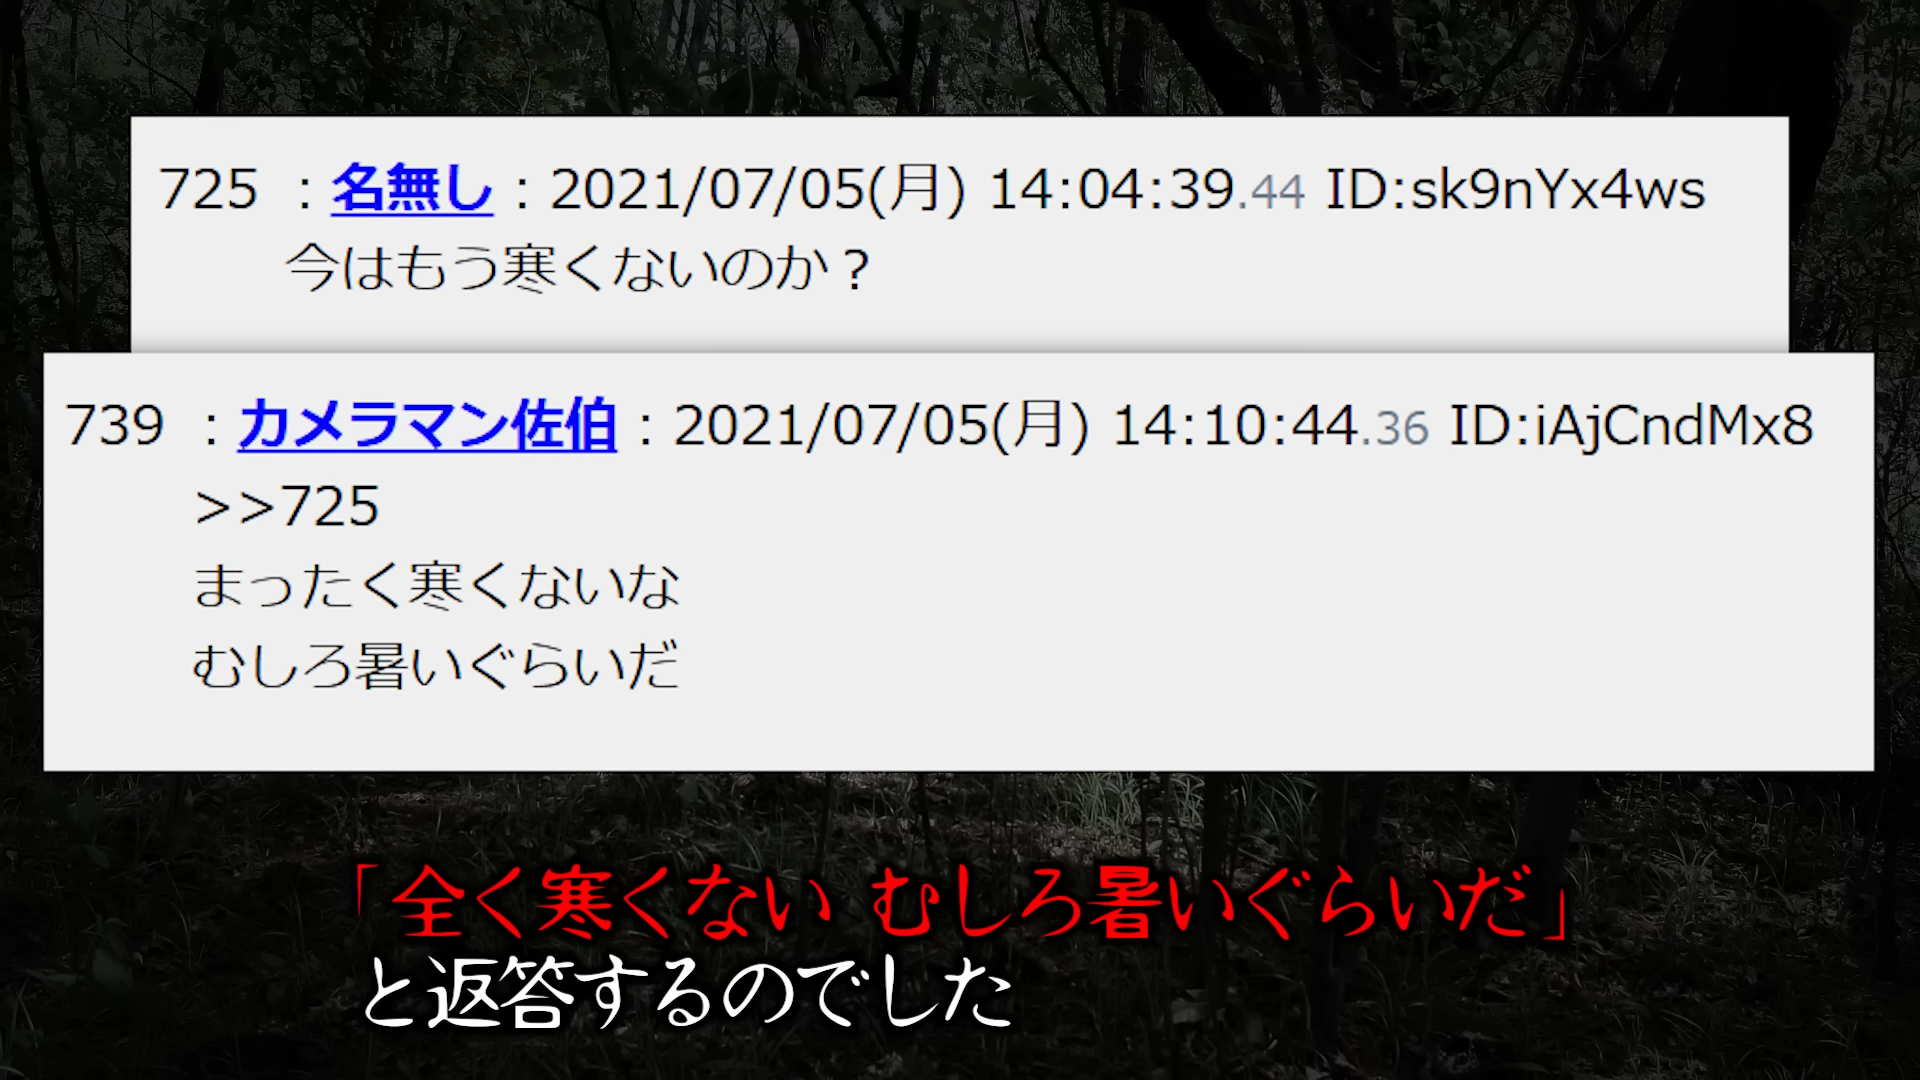 725 ：名無し：2021/07/05(月) 14:04:39.44 ID:sk9nYx4ws
今はもう寒くないのか？
739 ：カメラマン佐伯：2021/07/05(月) 14:10:44.36 ID:iAjCndMx8
>>725
まったく寒くないな
むしろ暑いぐらいだ
「全く寒くない むしろ暑いぐらいだ」
と返答するのでした